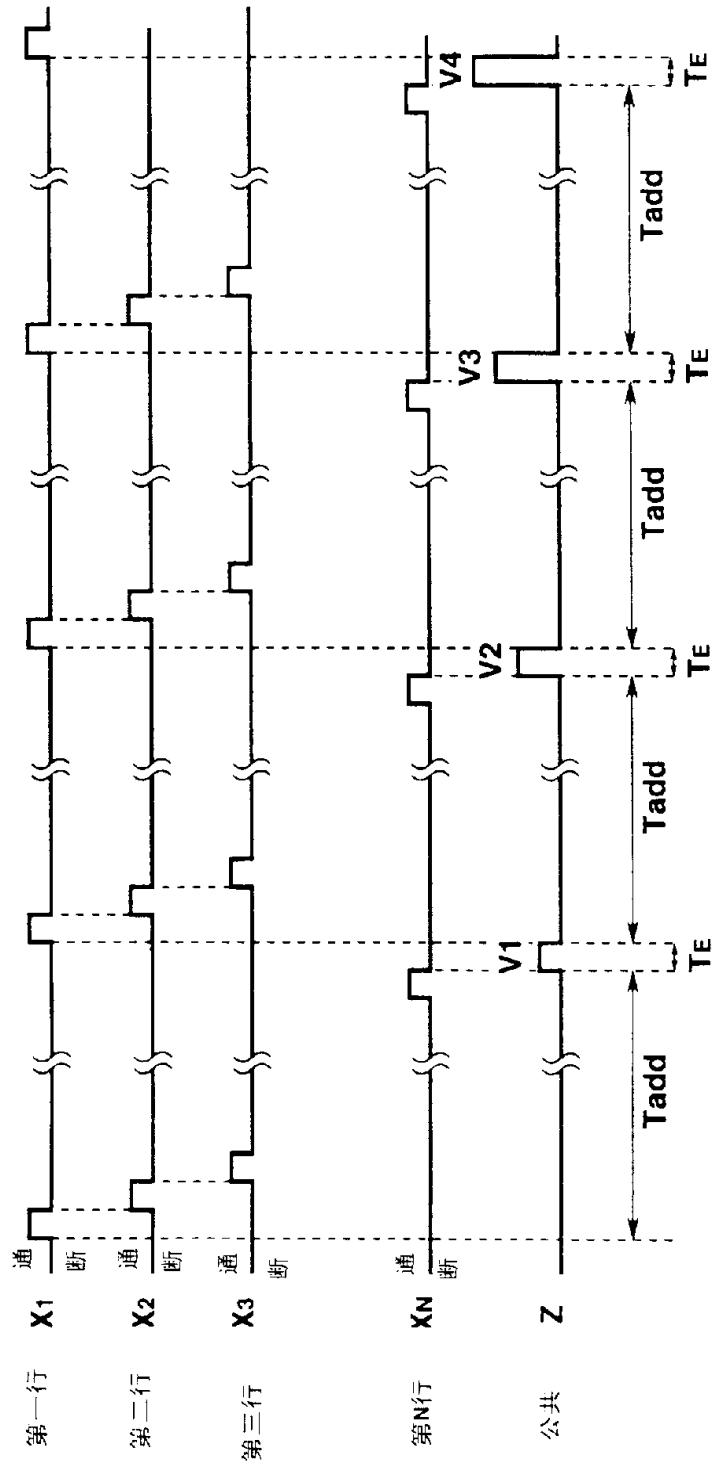 第一行 X1 通 断
第二行 X2 通 断
第三行 X3 通 断
第N行 XN 通 断
V1 V2 V3 V4
公共 Z
Tadd TE Tadd TE Tadd TE Tadd TE